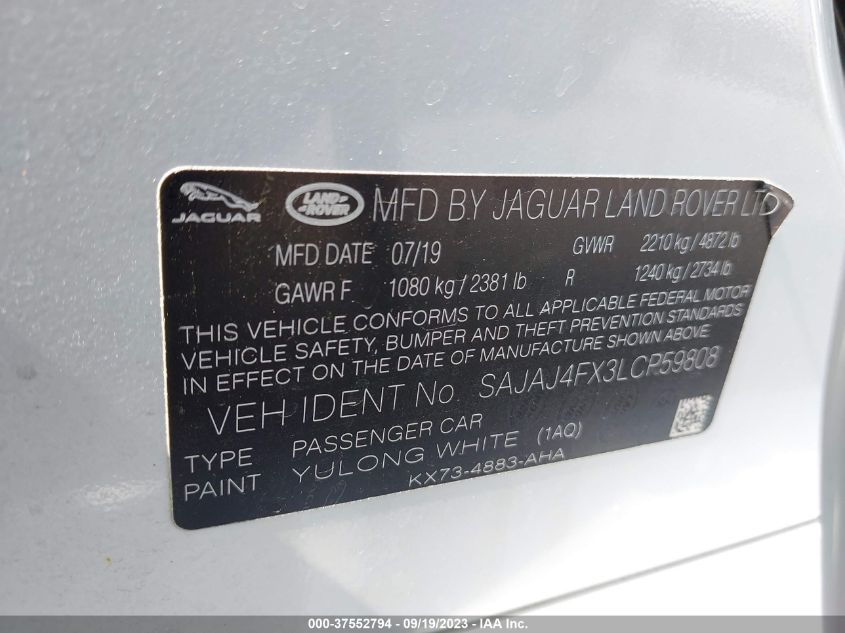 JAGUAR LAND ROVER MFD BY JAGUAR LAND ROVER LTD
MFD DATE 07/19 GVWR 2210 kg / 4872 lb
GAWR F 1080 kg / 2381 lb R 1240 kg / 2734 lb
THIS VEHICLE CONFORMS TO ALL APPLICABLE FEDERAL MOTOR
VEHICLE SAFETY, BUMPER AND THEFT PREVENTION STANDARDS
IN EFFECT ON THE DATE OF MANUFACTURE SHOWN ABOVE
VEH IDENT No SAJAJ4FX3LCP59808
TYPE PASSENGER CAR
PAINT YULONG WHITE (1AQ)
KX73-4883-AHA
000-37552794 - 09/19/2023 - IAA Inc.